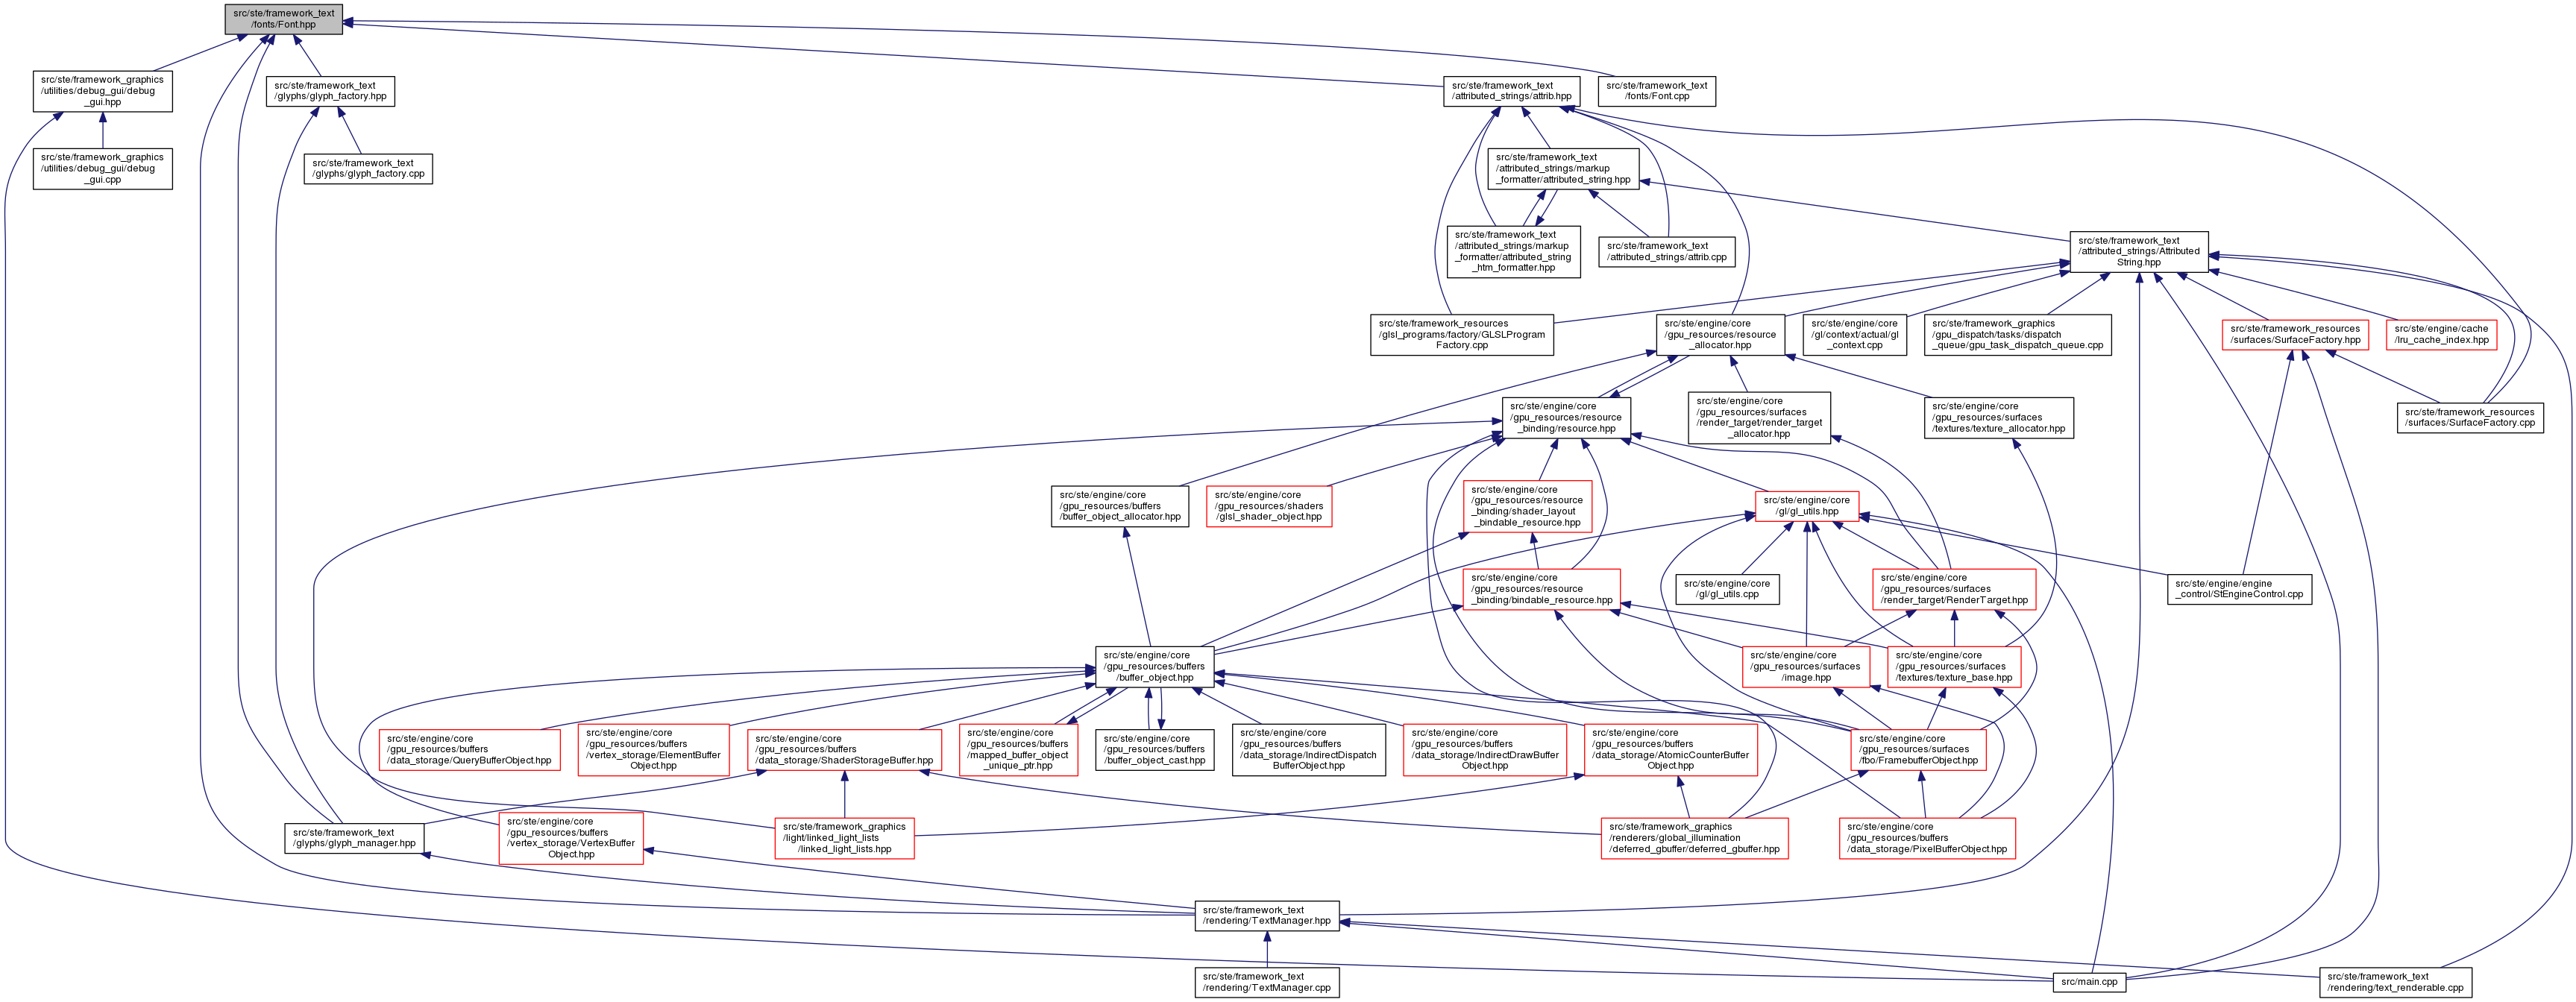 src/ste/framework_text
/fonts/Font.hpp
src/ste/framework_graphics
/utilities/debug_gui/debug
_gui.hpp
src/ste/framework_text
/glyphs/glyph_factory.hpp
src/ste/framework_text
/attributed_strings/attrib.hpp
src/ste/framework_text
/fonts/Font.cpp
src/ste/framework_graphics
/utilities/debug_gui/debug
_gui.cpp
src/ste/framework_text
/glyphs/glyph_factory.cpp
src/ste/framework_text
/attributed_strings/markup
_formatter/attributed_string.hpp
src/ste/framework_text
/attributed_strings/markup
_formatter/attributed_string
_htm_formatter.hpp
src/ste/framework_text
/attributed_strings/attrib.cpp
src/ste/framework_text
/attributed_strings/Attributed
String.hpp
src/ste/framework_resources
/glsl_programs/factory/GLSLProgram
Factory.cpp
src/ste/engine/core
/gpu_resources/resource
_allocator.hpp
src/ste/engine/core
/gl/context/actual/gl
_context.cpp
src/ste/framework_graphics
/gpu_dispatch/tasks/dispatch
_queue/gpu_task_dispatch_queue.cpp
src/ste/framework_resources
/surfaces/SurfaceFactory.hpp
src/ste/engine/cache
/lru_cache_index.hpp
src/ste/engine/core
/gpu_resources/resource
_binding/resource.hpp
src/ste/engine/core
/gpu_resources/surfaces
/render_target/render_target
_allocator.hpp
src/ste/engine/core
/gpu_resources/surfaces
/textures/texture_allocator.hpp
src/ste/framework_resources
/surfaces/SurfaceFactory.cpp
src/ste/engine/core
/gpu_resources/buffers
/buffer_object_allocator.hpp
src/ste/engine/core
/gpu_resources/shaders
/glsl_shader_object.hpp
src/ste/engine/core
/gpu_resources/resource
_binding/shader_layout
_bindable_resource.hpp
src/ste/engine/core
/gl/gl_utils.hpp
src/ste/engine/core
/gpu_resources/resource
_binding/bindable_resource.hpp
src/ste/engine/core
/gl/gl_utils.cpp
src/ste/engine/core
/gpu_resources/surfaces
/render_target/RenderTarget.hpp
src/ste/engine/engine
_control/StEngineControl.cpp
src/ste/engine/core
/gpu_resources/buffers
/buffer_object.hpp
src/ste/engine/core
/gpu_resources/surfaces
/image.hpp
src/ste/engine/core
/gpu_resources/surfaces
/textures/texture_base.hpp
src/ste/engine/core
/gpu_resources/buffers
/data_storage/QueryBufferObject.hpp
src/ste/engine/core
/gpu_resources/buffers
/vertex_storage/ElementBuffer
Object.hpp
src/ste/engine/core
/gpu_resources/buffers
/data_storage/ShaderStorageBuffer.hpp
src/ste/engine/core
/gpu_resources/buffers
/mapped_buffer_object
_unique_ptr.hpp
src/ste/engine/core
/gpu_resources/buffers
/buffer_object_cast.hpp
src/ste/engine/core
/gpu_resources/buffers
/data_storage/IndirectDispatch
BufferObject.hpp
src/ste/engine/core
/gpu_resources/buffers
/data_storage/IndirectDrawBuffer
Object.hpp
src/ste/engine/core
/gpu_resources/buffers
/data_storage/AtomicCounterBuffer
Object.hpp
src/ste/engine/core
/gpu_resources/surfaces
/fbo/FramebufferObject.hpp
src/ste/framework_text
/glyphs/glyph_manager.hpp
src/ste/engine/core
/gpu_resources/buffers
/vertex_storage/VertexBuffer
Object.hpp
src/ste/framework_graphics
/light/linked_light_lists
/linked_light_lists.hpp
src/ste/framework_graphics
/renderers/global_illumination
/deferred_gbuffer/deferred_gbuffer.hpp
src/ste/engine/core
/gpu_resources/buffers
/data_storage/PixelBufferObject.hpp
src/ste/framework_text
/rendering/TextManager.hpp
src/ste/framework_text
/rendering/TextManager.cpp
src/main.cpp
src/ste/framework_text
/rendering/text_renderable.cpp